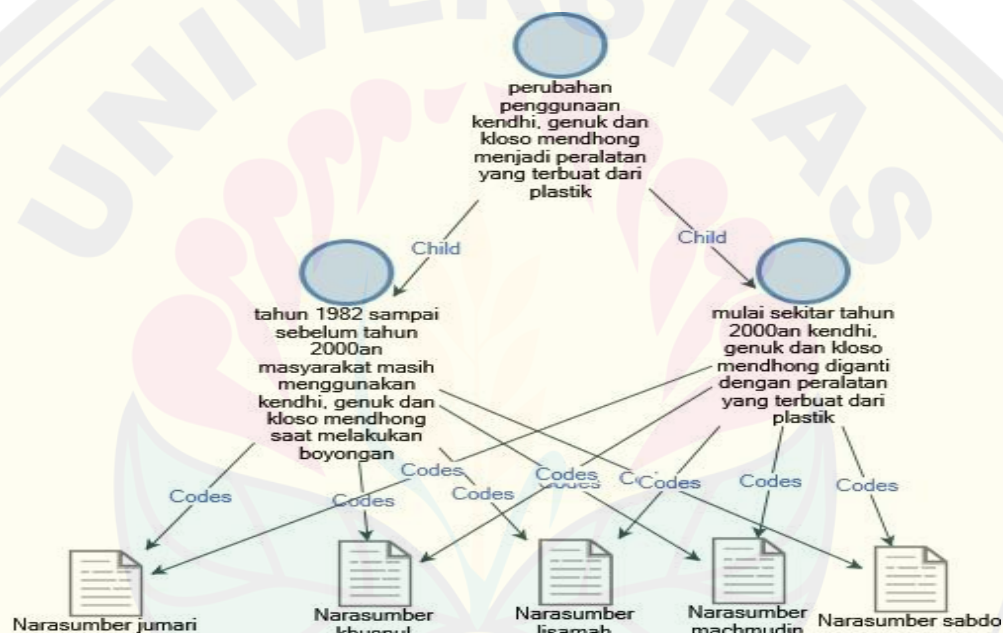 UNIVERSITAS
perubahan
penggunaan
kendhi, genuk dan
kloso mendhong
menjadi peralatan
yang terbuat dari
plastik
Child
Child
tahun 1982 sampai
sebelum tahun
2000an
masyarakat masih
menggunakan
kendhi, genuk dan
kloso mendhong
saat melakukan
boyongan
mulai sekitar tahun
2000an kendhi,
genuk dan kloso
mendhong diganti
dengan peralatan
yang terbuat dari
plastik
Codes
Codes
Codes
Codes
Codes
Codes
Codes
Codes
Narasumber jumari
Narasumber
Narasumber
lisamah
Narasumber
machmudin
Narasumber sabdo